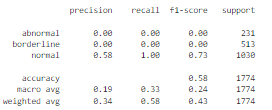 precision recall f1-score support
abnormal 0.00 0.00 0.00 231
borderline 0.00 0.00 0.00 513
normal 0.58 1.00 0.73 1030
accuracy 0.58 1774
macro avg 0.19 0.33 0.24 1774
weighted avg 0.34 0.58 0.43 1774